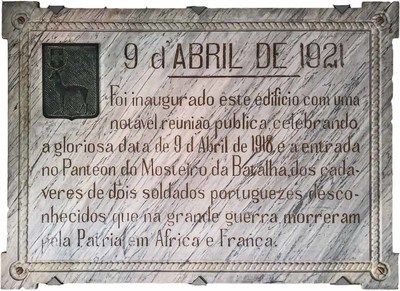 9 d'ABRIL DE 1921
Foi inaugurado este edificio com uma
notável reunião publica, celebrando
a gloriosa data de 9 d'Abril de 1918, e a entrada
no Panteon do Mosteiro da Batalha, dos cada-
veres de dois soldados portuguezes desco-
nhecidos que na grande guerra morreram
pela Patria, em Africa e França.